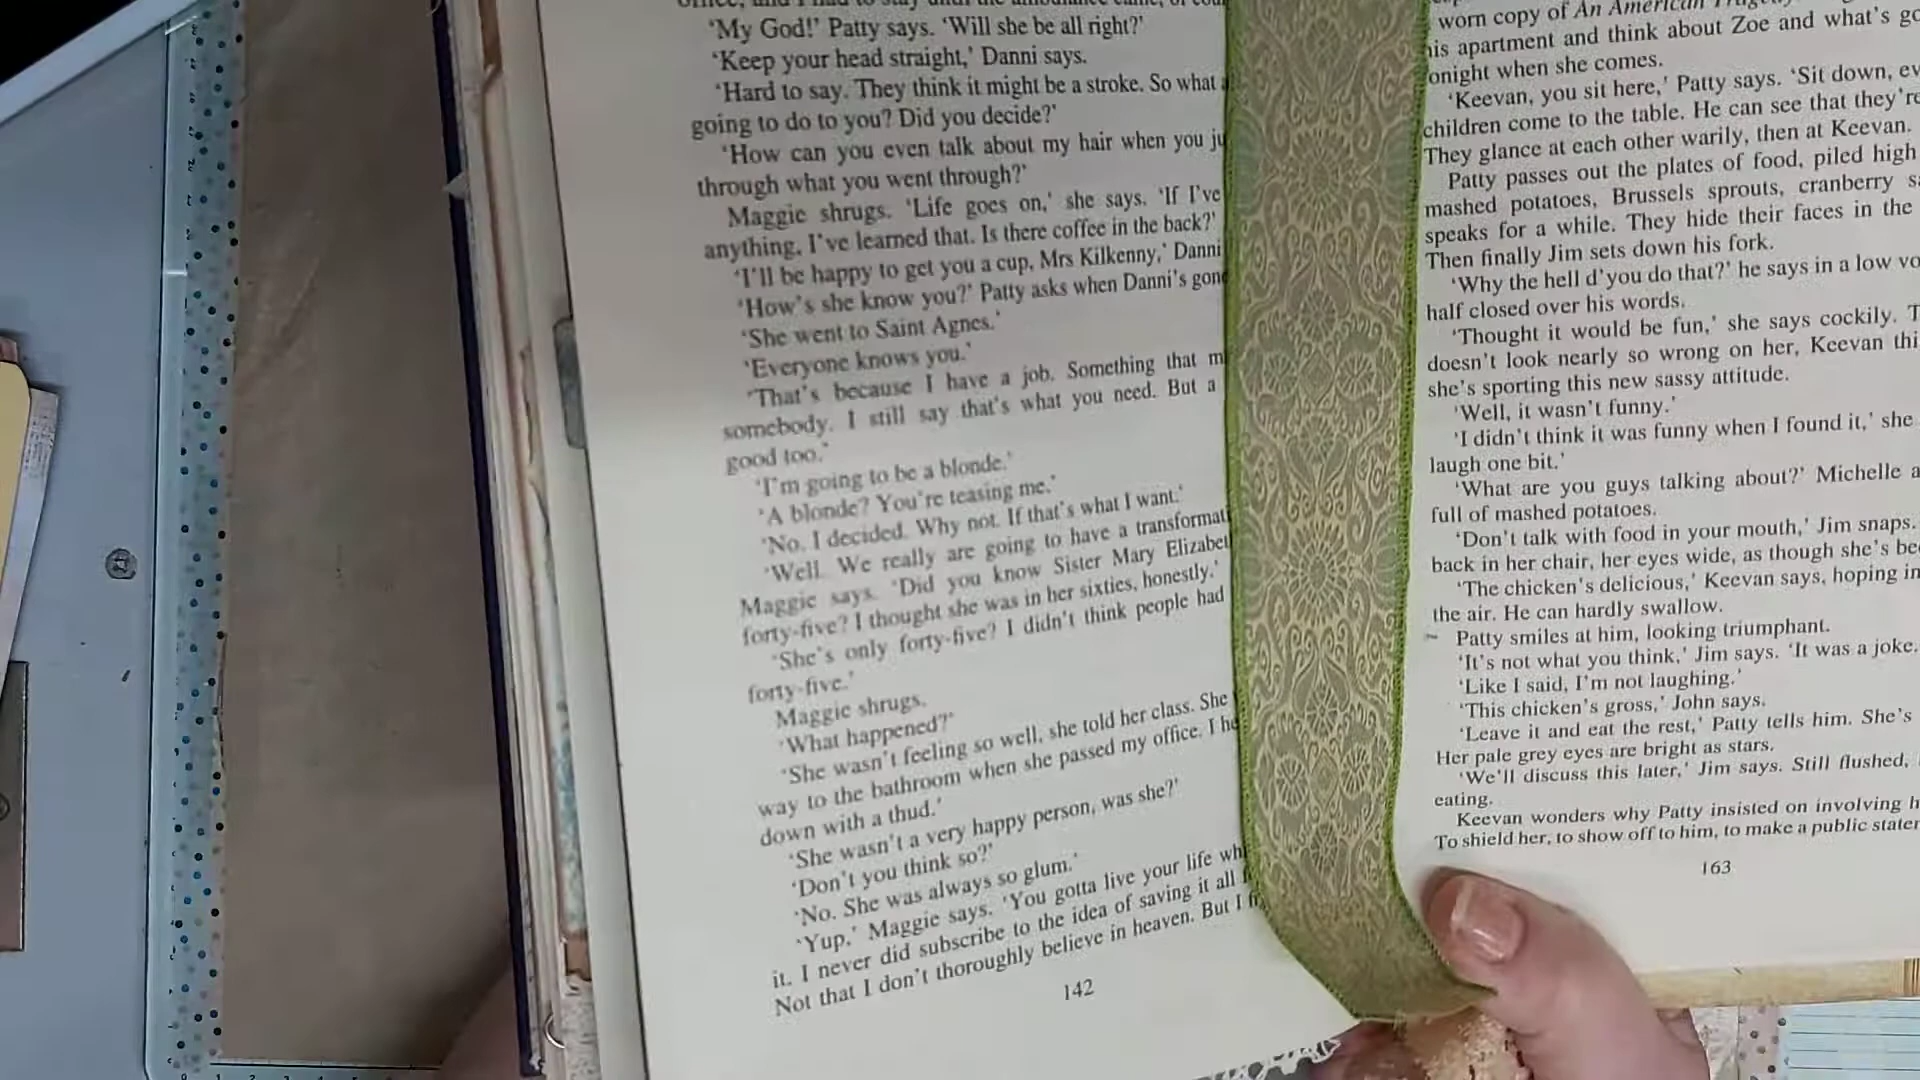 'My God!' Patty says. 'Will she be all right?'
'Keep your head straight,' Danni says.
'Hard to say. They think it might be a stroke. So what
going to do to you? Did you decide?'
'How can you even talk about my hair when you
through what you went through?'
Maggie shrugs. 'Life goes on,' she says. 'If I've
anything, I've learned that. Is there coffee in the back?'
'I'll be happy to get you a cup, Mrs Kilkenny,' Danni
'How's she know you?' Patty asks when Danni's gone
'She went to Saint Agnes.'
'Everyone knows you.'
'That's because I have a job. Something that
somebody. I still say that's what you need. But a
good too.'
'I'm going to be a blonde.'
'A blonde? You're teasing me.'
'No. I decided. Why not. If that's what I want.'
'Well. We really are going to have a
Maggie says. 'Did you know Sister Mary
forty-five? I thought she was in her sixties, honestly.'
'She's only forty-five? I didn't think people had
forty-five.'
Maggie shrugs.
'What happened?'
'She wasn't feeling so well, she told her class. She
way to the bathroom when she passed my office. I
down with a thud.'
'She wasn't a very happy person, was she?'
'Don't you think so?'
'No. She was always so glum.'
'Yup,' Maggie says. 'You gotta live your life
it. I never did subscribe to the idea of saving it all
Not that I don't thoroughly believe in heaven. But I
142
worn copy of An American
his apartment and think about Zoe and what's
tonight when she comes.
'Keevan, you sit here,' Patty says. 'Sit down,
children come to the table. He can see that they're
They glance at each other warily, then at Keevan.
Patty passes out the plates of food, piled high
mashed potatoes, Brussels sprouts, cranberry
speaks for a while. They hide their faces in the
Then finally Jim sets down his fork.
'Why the hell d'you do that?' he says in a low
half closed over his words.
'Thought it would be fun,' she says cockily.
doesn't look nearly so wrong on her, Keevan
she's sporting this new sassy attitude.
'Well, it wasn't funny.'
'I didn't think it was funny when I found it,' she
laugh one bit.'
'What are you guys talking about?' Michelle
full of mashed potatoes.
'Don't talk with food in your mouth,' Jim snaps.
back in her chair, her eyes wide, as though she's
'The chicken's delicious,' Keevan says, hoping
the air. He can hardly swallow.
Patty smiles at him, looking triumphant.
'It's not what you think,' Jim says. 'It was a joke.
'Like I said, I'm not laughing.'
'This chicken's gross,' John says.
'Leave it and eat the rest,' Patty tells him. She's
Her pale grey eyes are bright as stars.
'We'll discuss this later,' Jim says. Still flushed,
eating.
Keevan wonders why Patty insisted on involving
To shield her, to show off to him, to make a public
163